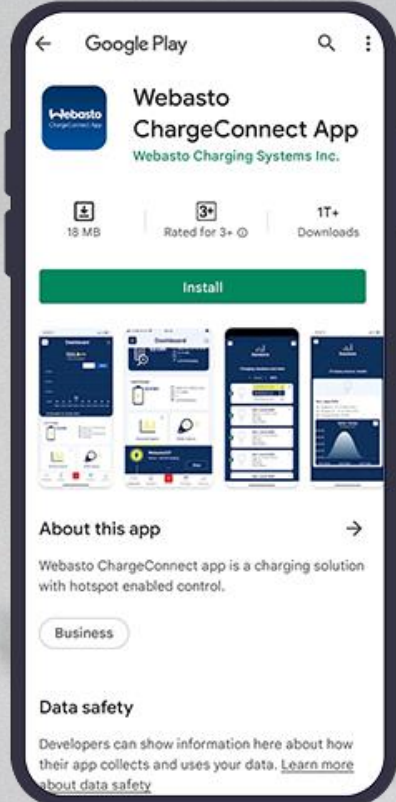 Google Play
Webasto
ChargeConnect App
Webasto
ChargeConnect App
Webasto Charging Systems Inc.
3+
1T+
18 MB
Rated for 3+
Downloads
Install
Dashboard
Dashboard
About this app
Webasto ChargeConnect app is a charging solution
with hotspot enabled control.
Business
Data safety
Developers can show information here about how
their app collects and uses your data. Learn more
about data safety